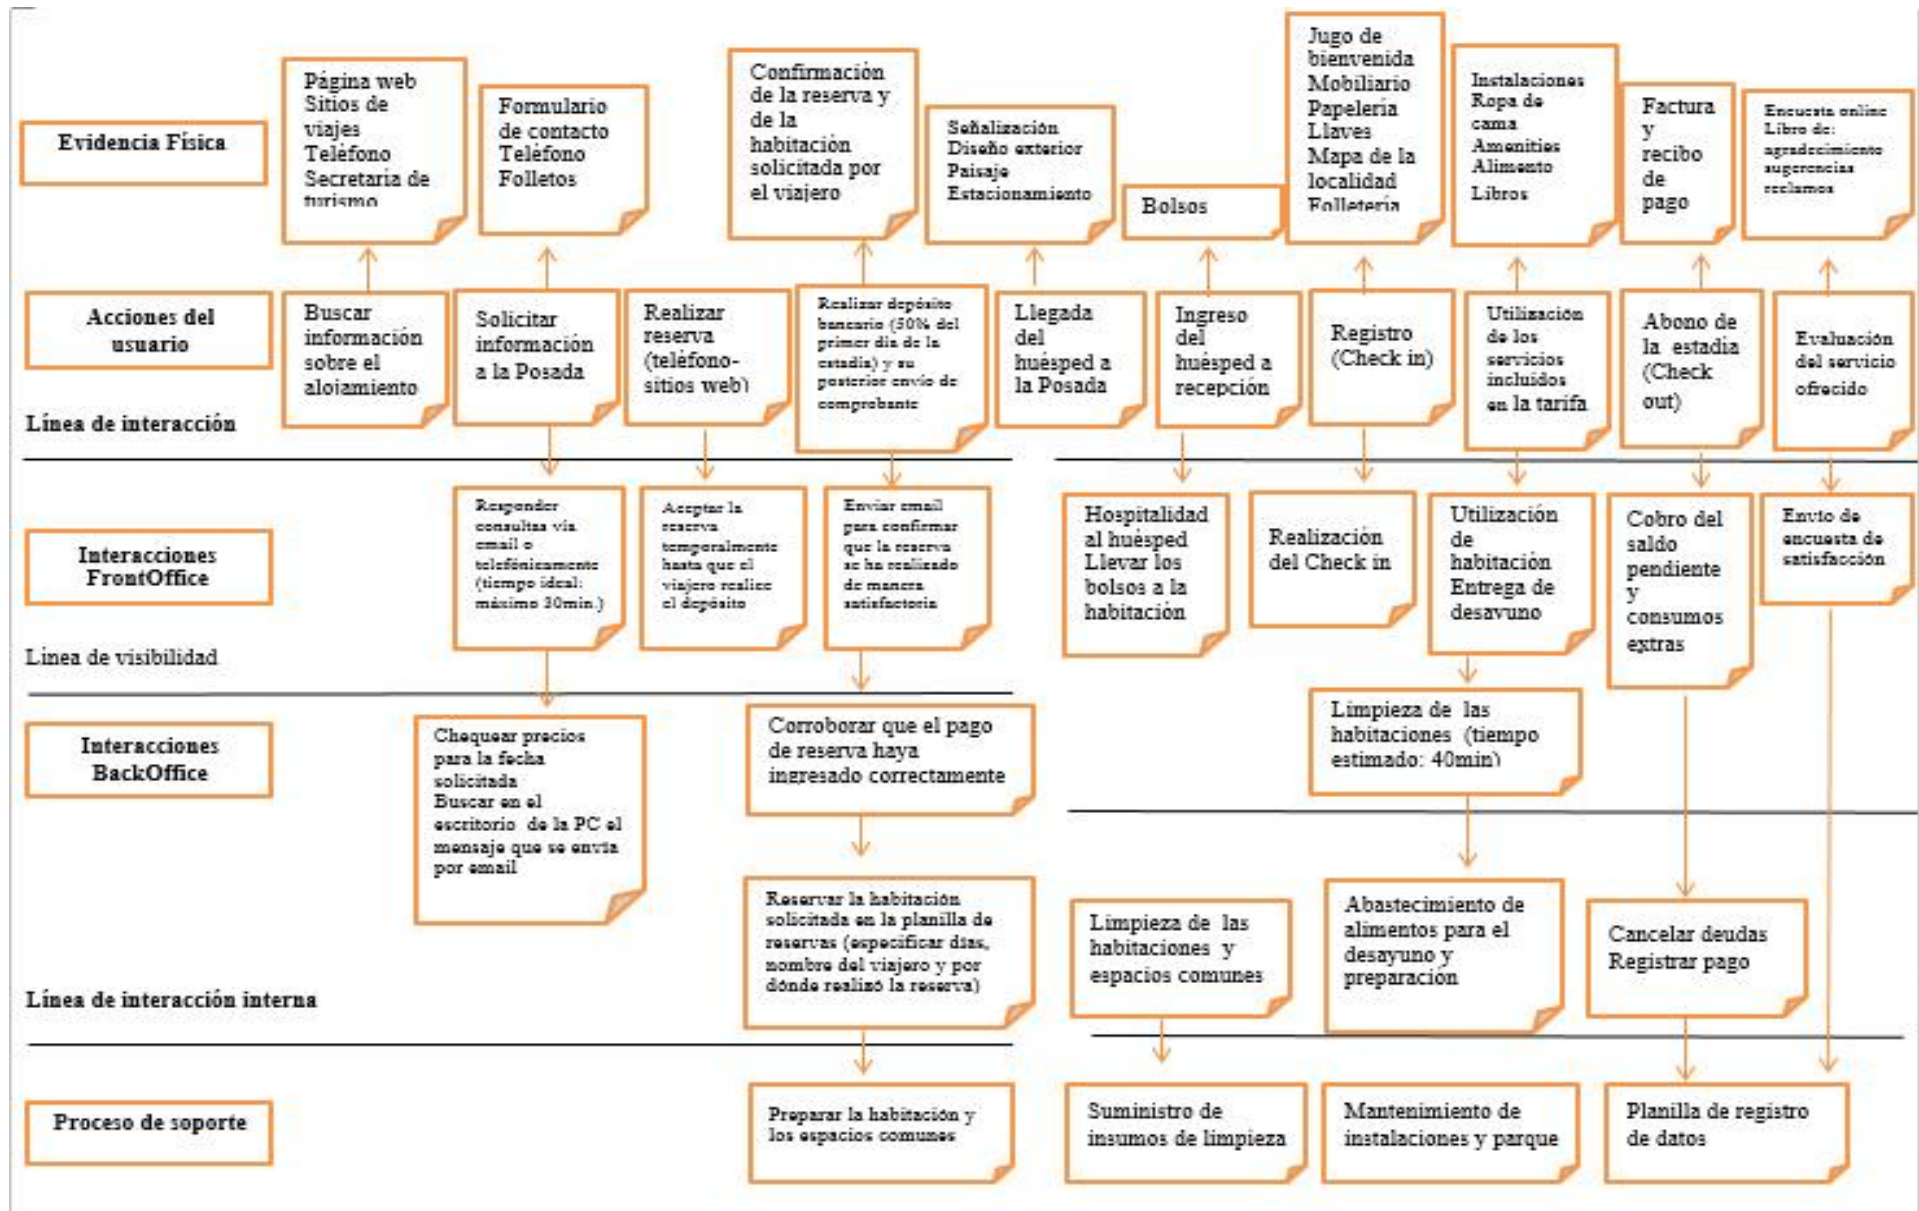 Evidencia Física
Página web
Sitios de
viajes
Teléfono
Secretaria de
turismo
Formulario
de contacto
Teléfono
Folletos
Confirmación
de la reserva y
de la
habitación
solicitada por
el viajero
Señalización
Diseño exterior
Paisaje
Estacionamiento
Bolsos
Jugo de
bienvenida
Mobiliario
Papelería
Llaves
Mapa de la
localidad
Folletería
Instalaciones
Ropa de
cama
Amenities
Alimento
Libros
Factura
y
recibo
de
pago
Encuesta online
Libro de:
agradecimiento
sugerencias
reclamos
Acciones del
usuario
Buscar
información
sobre el
alojamiento
Solicitar
información
a la Posada
Realizar
reserva
(teléfono-
sitios web)
Realizar depósito
bancario (50% del
primer día de la
estadía) y su
posterior envío de
comprobante
Llegada
del
huésped a
la Posada
Ingreso
del
huésped a
recepción
Registro
(Check in)
Utilización
de los
servicios
incluidos
en la tarifa
Abono de
la estadía
(Check
out)
Evaluación
del servicio
ofrecido
Línea de interacción
Interacciones
FrontOffice
Responder
consultas vía
email o
telefónicamente
(tiempo ideal:
máximo 30min.)
Aceptar la
reserva
temporalmente
hasta que el
viajero realice
el depósito
Enviar email
para confirmar
que la reserva
se ha realizado
de manera
satisfactoria
Hospitalidad
al huésped
Llevar los
bolsos a la
habitación
Realización
del Check in
Utilización
de
habitación
Entrega de
desayuno
Cobro del
saldo
pendiente
y
consumos
extras
Envío de
encuesta de
satisfacción
Línea de visibilidad
Interacciones
BackOffice
Chequear precios
para la fecha
solicitada
Buscar en el
escritorio de la PC el
mensaje que se envía
por email
Corroborar que el pago
de reserva haya
ingresado correctamente
Limpieza de las
habitaciones (tiempo
estimado: 40min)
Reservar la habitación
solicitada en la planilla de
reservas (especificar días,
nombre del viajero y por
dónde realizó la reserva)
Limpieza de las
habitaciones y
espacios comunes
Abastecimiento de
alimentos para el
desayuno y
preparación
Cancelar deudas
Registrar pago
Línea de interacción interna
Proceso de soporte
Preparar la habitación y
los espacios comunes
Suministro de
insumos de limpieza
Mantenimiento de
instalaciones y parque
Planilla de registro
de datos